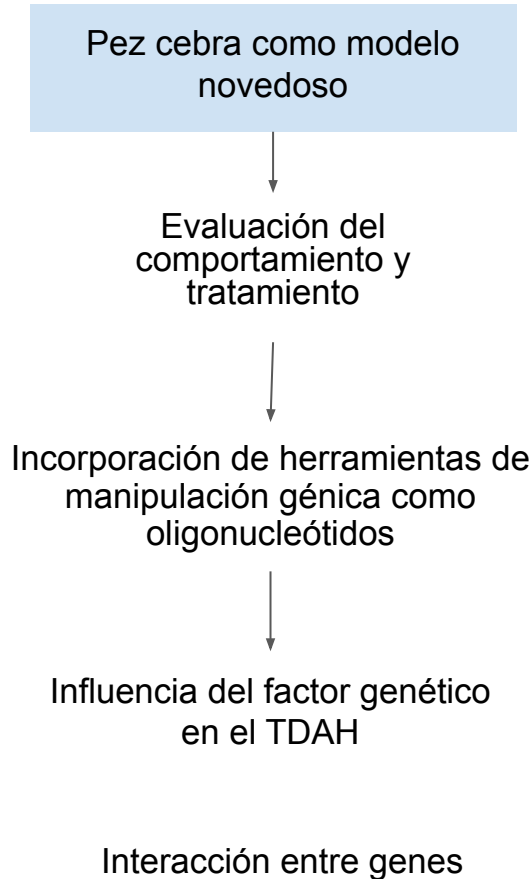 Pez cebra como modelo
novedoso
Evaluación del
comportamiento y
tratamiento
Incorporación de herramientas de
manipulación génica como
oligonucleótidos
Influencia del factor genético
en el TDAH
Interacción entre genes